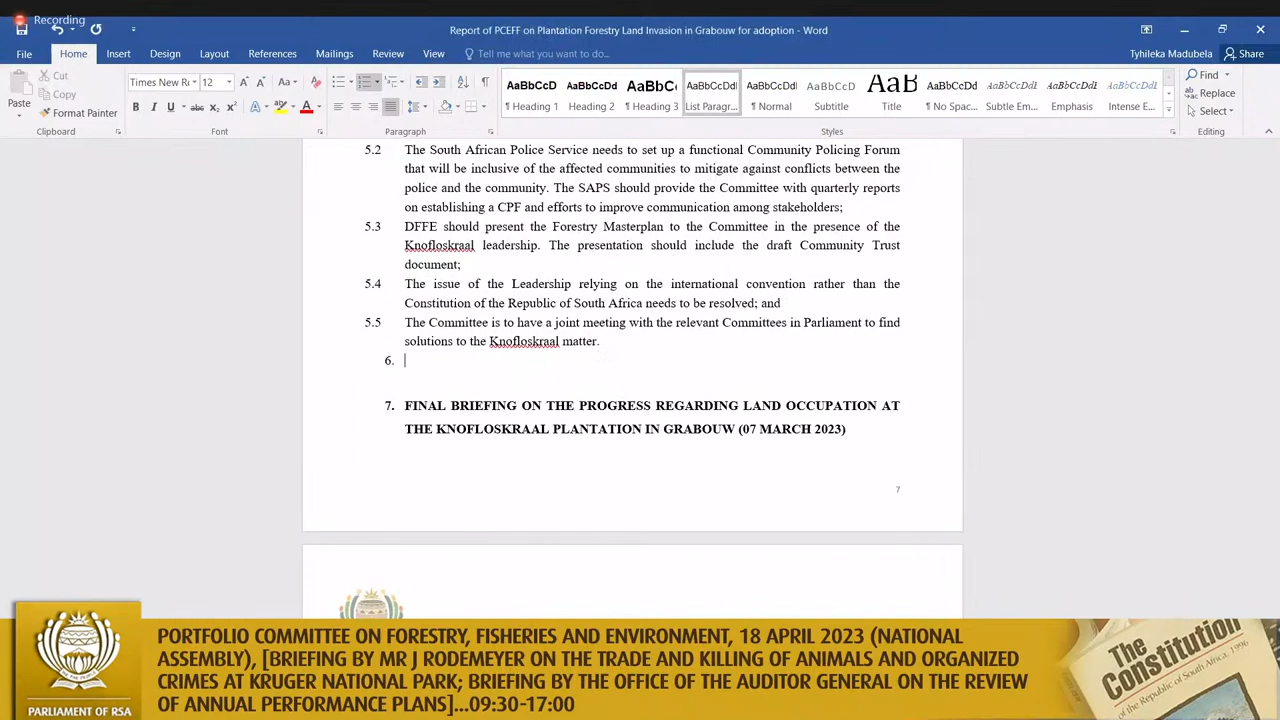 Recording
Report of PCEFF on Plantation Forestry Land Invasion in Grabouw for adoption - Word
File Home Insert Design Layout References Mailings Review View Tell me what you want to do... Tyhileka Madubela Share
Paste
Cut
Copy
Format Painter
Clipboard
Times New Ro 12
Font
Paragraph
AaBbCcD AaBbCcDd AaBbCc AaBbCcDd AaBbCcDd AaBbCcD AaB AaBbCcDd AaBbCcDd AaBbCcDd AaBbCcDd
¶ Heading 1 ¶ Heading 2 ¶ Heading 3 ¶ List Paragr... ¶ Normal Subtitle Title ¶ No Spac... Subtle Em... Emphasis Intense E...
Styles
Find
Replace
Select
Editing
5.2 The South African Police Service needs to set up a functional Community Policing Forum
that will be inclusive of the affected communities to mitigate against conflicts between the
police and the community. The SAPS should provide the Committee with quarterly reports
on establishing a CPF and efforts to improve communication among stakeholders;
5.3 DFFE should present the Forestry Masterplan to the Committee in the presence of the
Knofloskraal leadership. The presentation should include the draft Community Trust
document;
5.4 The issue of the Leadership relying on the international convention rather than the
Constitution of the Republic of South Africa needs to be resolved; and
5.5 The Committee is to have a joint meeting with the relevant Committees in Parliament to find
solutions to the Knofloskraal matter.
6.
7. FINAL BRIEFING ON THE PROGRESS REGARDING LAND OCCUPATION AT
THE KNOFLOSKRAAL PLANTATION IN GRABOUW (07 MARCH 2023)
7
PARLIAMENT OF RSA
PORTFOLIO COMMITTEE ON FORESTRY, FISHERIES AND ENVIRONMENT, 18 APRIL 2023 (NATIONAL
ASSEMBLY), [BRIEFING BY MR J RODEMEYER ON THE TRADE AND KILLING OF ANIMALS AND ORGANIZED
CRIMES AT KRUGER NATIONAL PARK; BRIEFING BY THE OFFICE OF THE AUDITOR GENERAL ON THE REVIEW
OF ANNUAL PERFORMANCE PLANS]...09:30-17:00
The
Constitution
of the Republic of South Africa, 1996